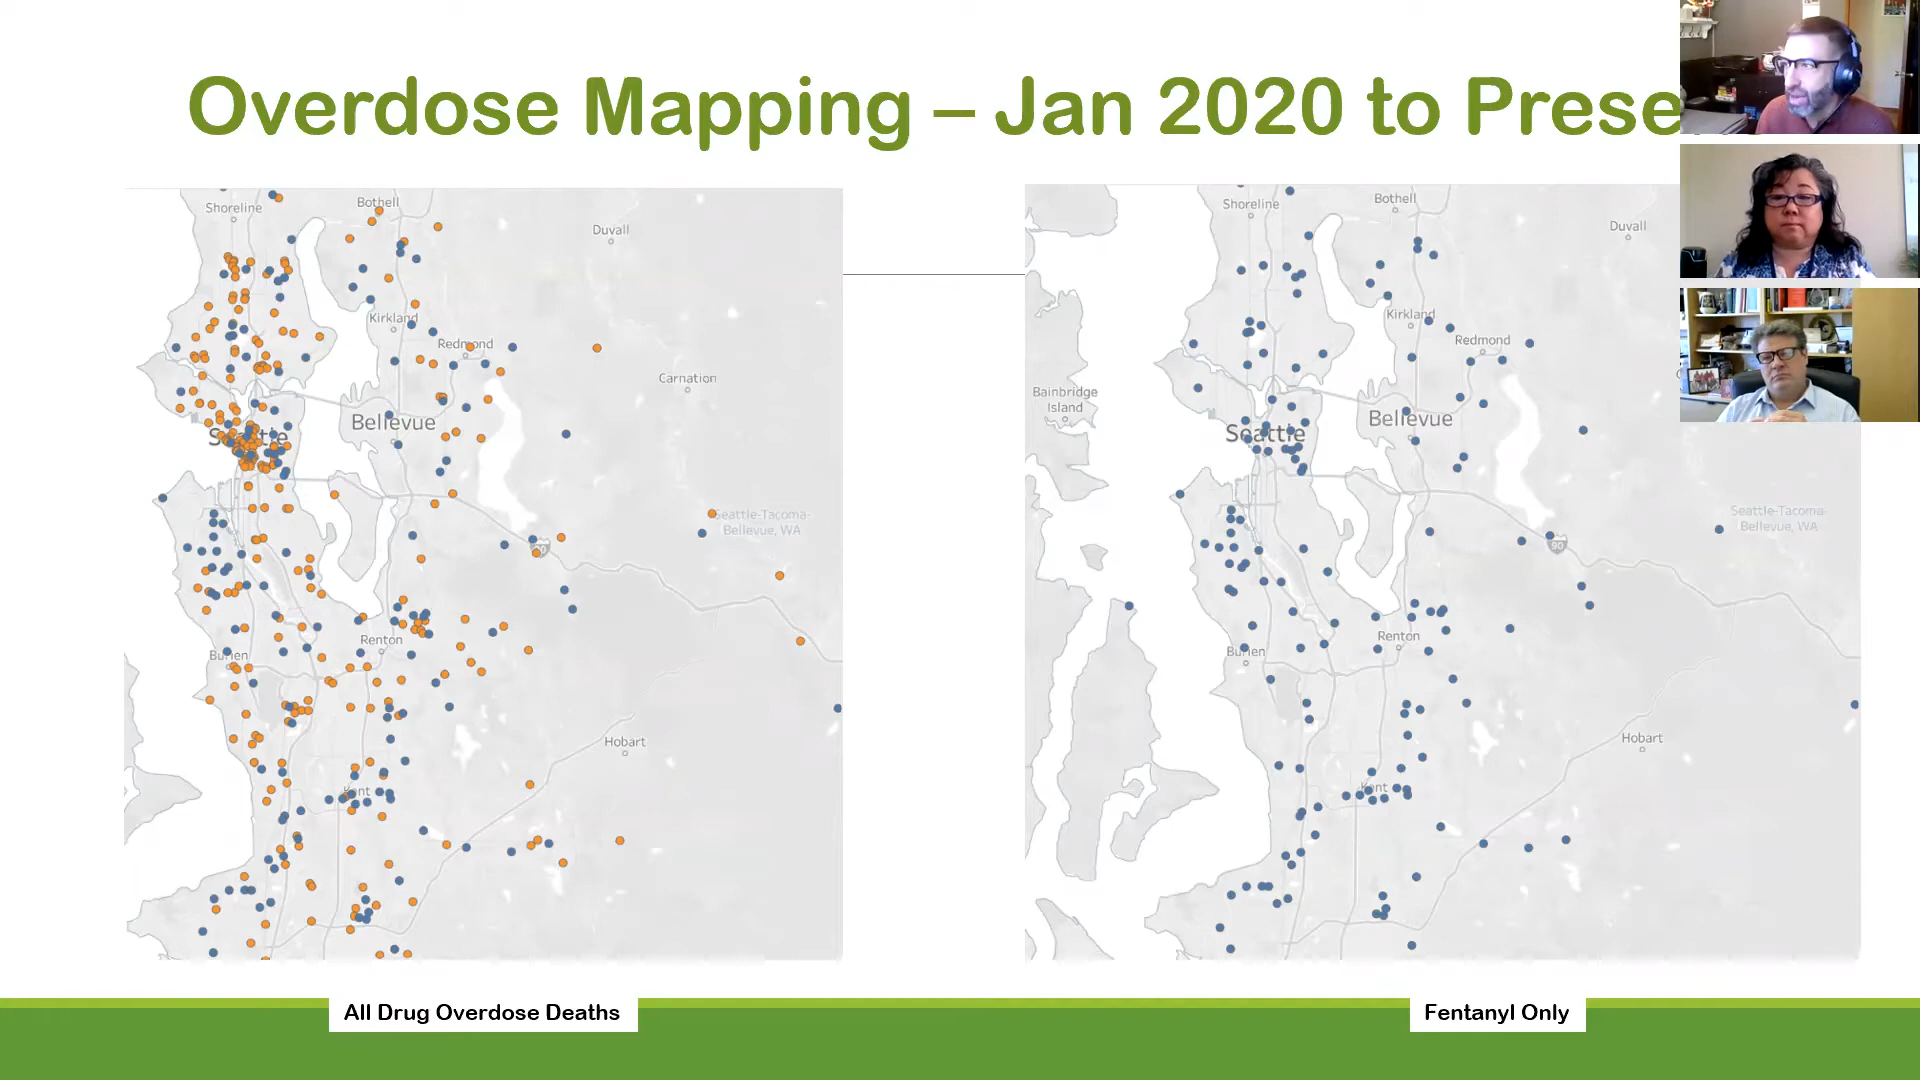 Overdose Mapping – Jan 2020 to Prese
Shoreline
Bothell
Duvall
Kirkland
Redmond
Carnation
Bellevue
Seattle
Seattle-Tacoma-
Bellevue, WA
90
Renton
Burien
Hobart
Kent
Shoreline
Bothell
Duvall
Kirkland
Redmond
Bainbridge
Island
Bellevue
Seattle
Seattle-Tacoma-
Bellevue, WA
90
Renton
Burien
Hobart
Kent
All Drug Overdose Deaths
Fentanyl Only